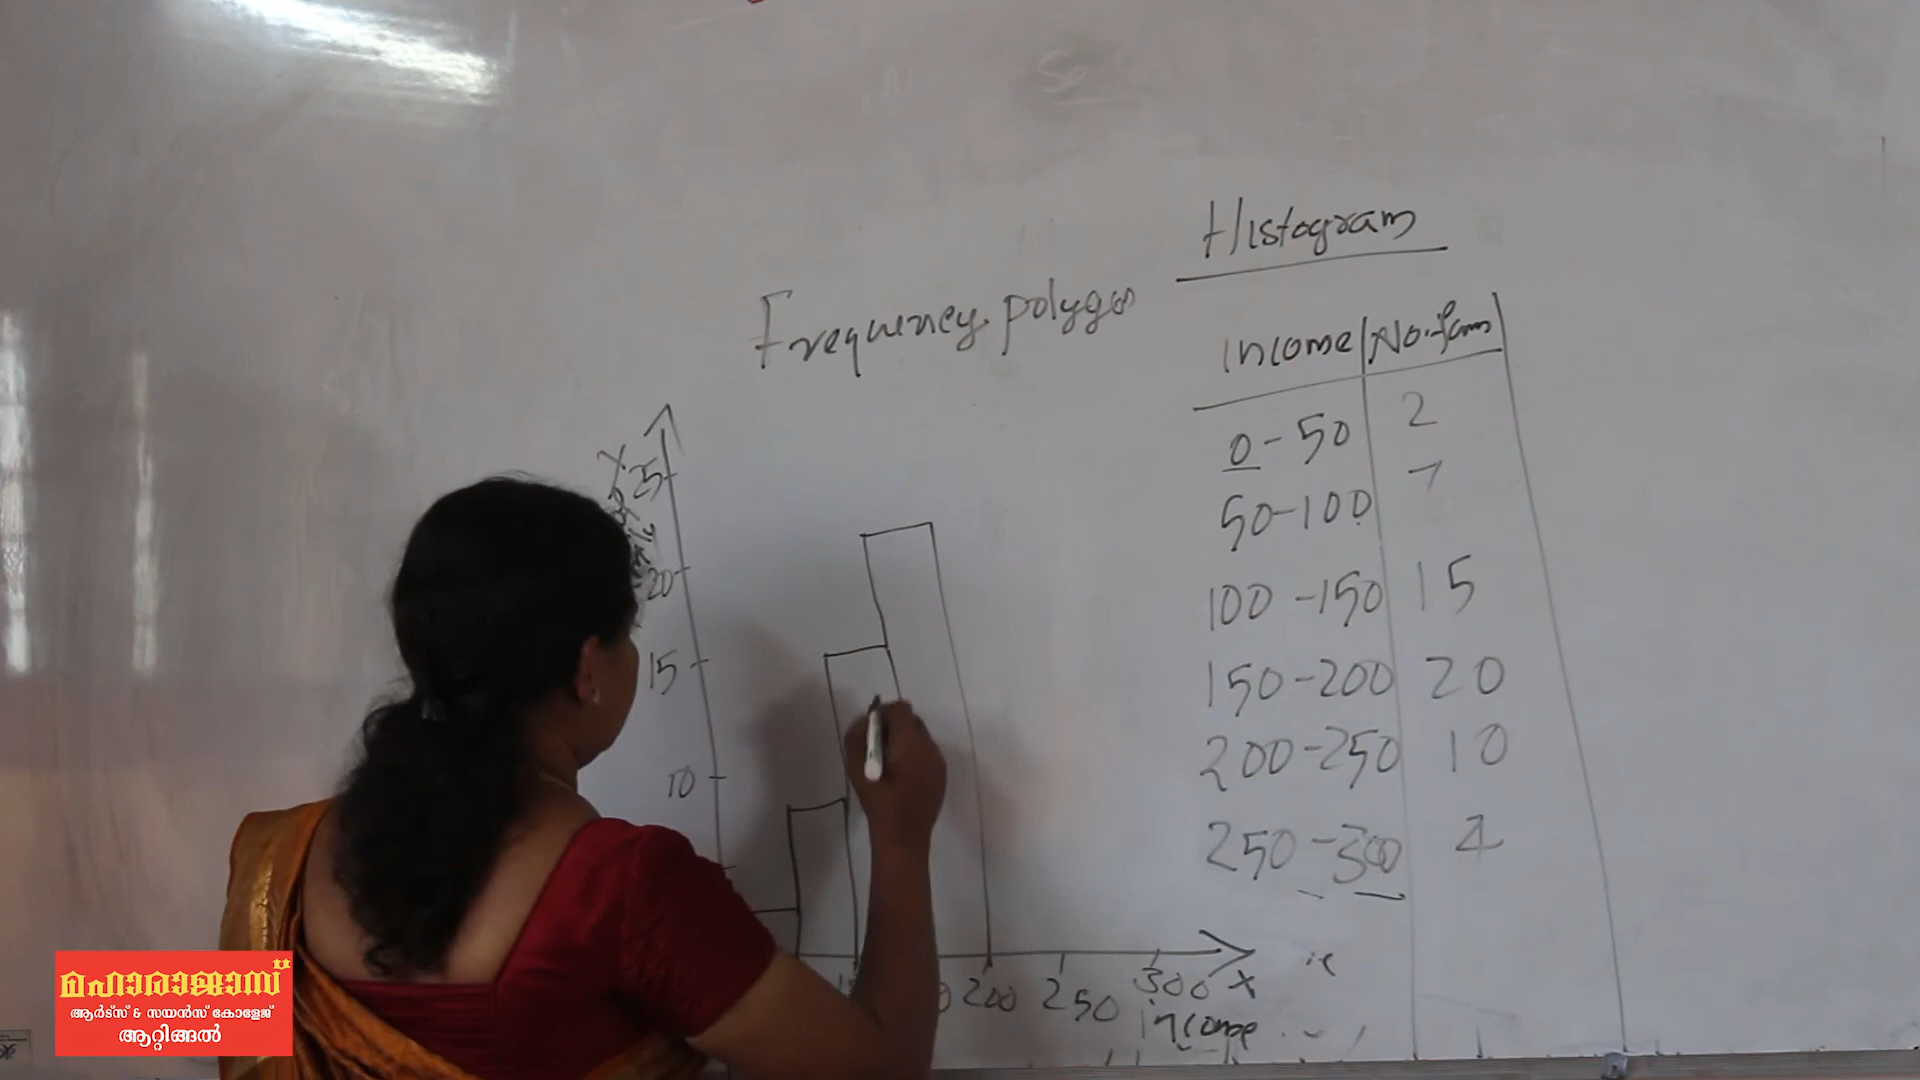 Histogram
Frequency polygon
Income No. fam
0 - 50 2
50-100 7
100 - 150 15
150-200 20
200-250 10
250 - 300 4
Y
25
20
15
10
200 250 300 X
income
മഹാരാജാസ്
ആർട്സ് & സയൻസ് കോളേജ്
ആറ്റിങ്ങൽ